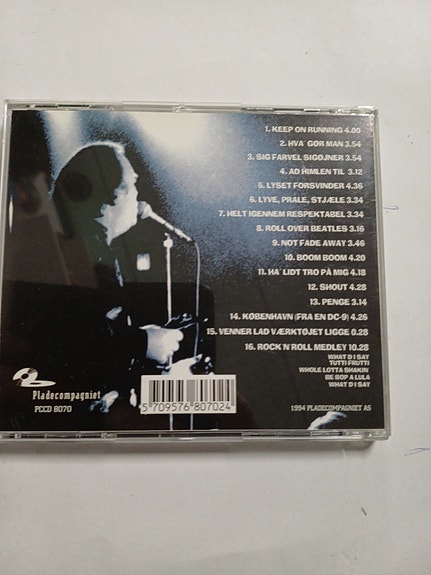 1. KEEP ON RUNNING 4.00
2. HVA' GØR MAN 3.54
3. SIG FARVEL SIGØJNER 3.54
4. AD HIMLEN TIL 3.12
5. LYSET FORSVINDER 4.36
6. LYVE, PRALE, STJÆLE 3.34
7. HELT IGENNEM RESPEKTABEL 3.34
8. ROLL OVER BEATLES 3.16
9. NOT FADE AWAY 3.46
10. BOOM BOOM 4.20
11. HA' LIDT TRO PÅ MIG 4.18
12. SHOUT 4.28
13. PENGE 3.14
14. KØBENHAVN (FRA EN DC-9) 4.26
15. VENNER LAD VÆRKTØJET LIGGE 0.28
16. ROCK'N'ROLL MEDLEY 10.28
WHAT D I SAY
TUTTI FRUTTI
WHOLE LOTTA SHAKIN'
BE BOP A LULA
WHAT D I SAY
Pladecompagniet
PCCD 8070
5 709576 807024
1994 PLADECOMPAGNIET AS